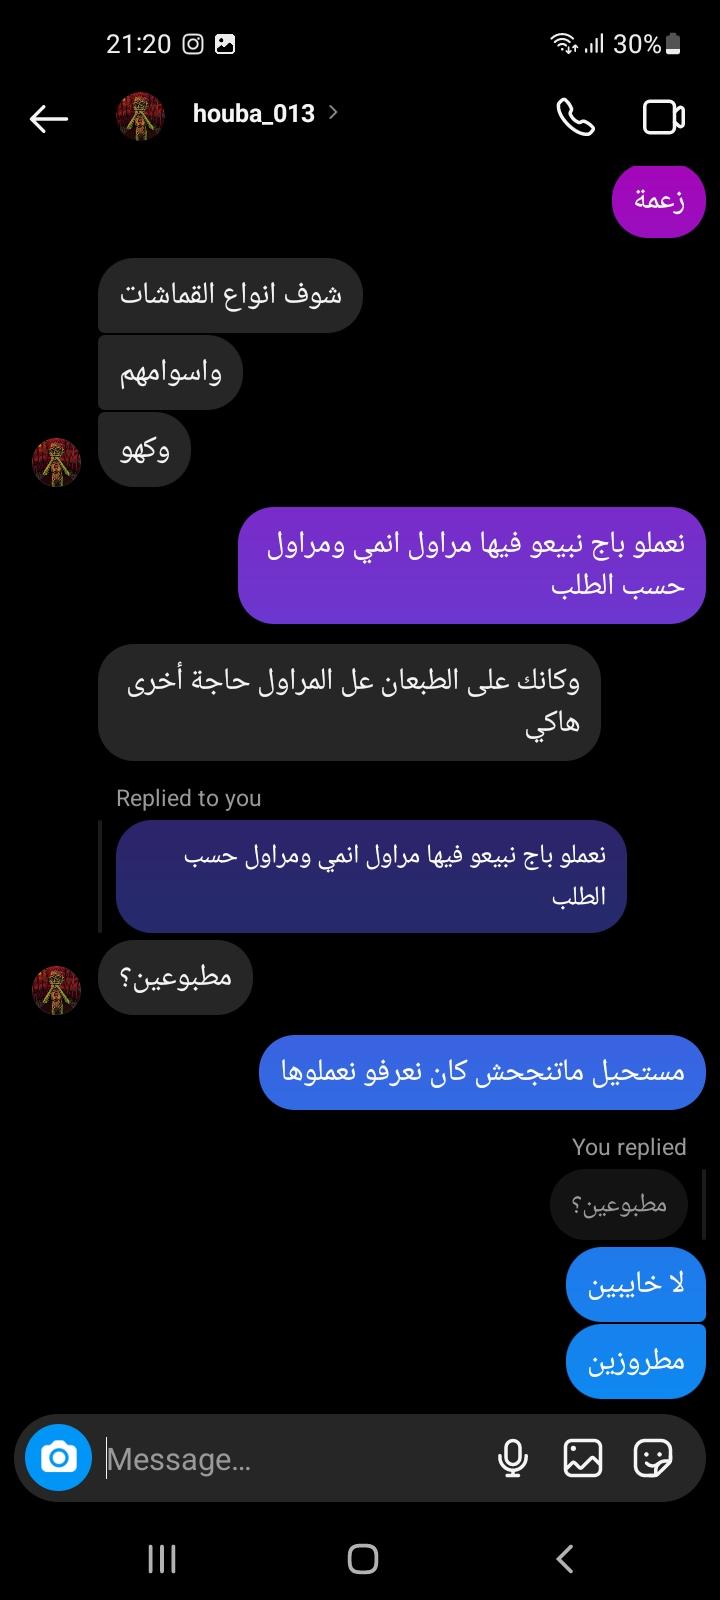 21:20
30%
houba_013
زعمة
شوف انواع القماشات
واسوامهم
وكهو
نعملو باج نبيعو فيها مراول انمي ومراول
حسب الطلب
وكانك على الطبعان عل المراول حاجة أخرى
هاكي
Replied to you
نعملو باج نبيعو فيها مراول انمي ومراول حسب
الطلب
مطبوعين؟
مستحيل ماتنجحش كان نعرفو نعملوها
You replied
مطبوعين؟
لا خايبين
مطروزين
Message…